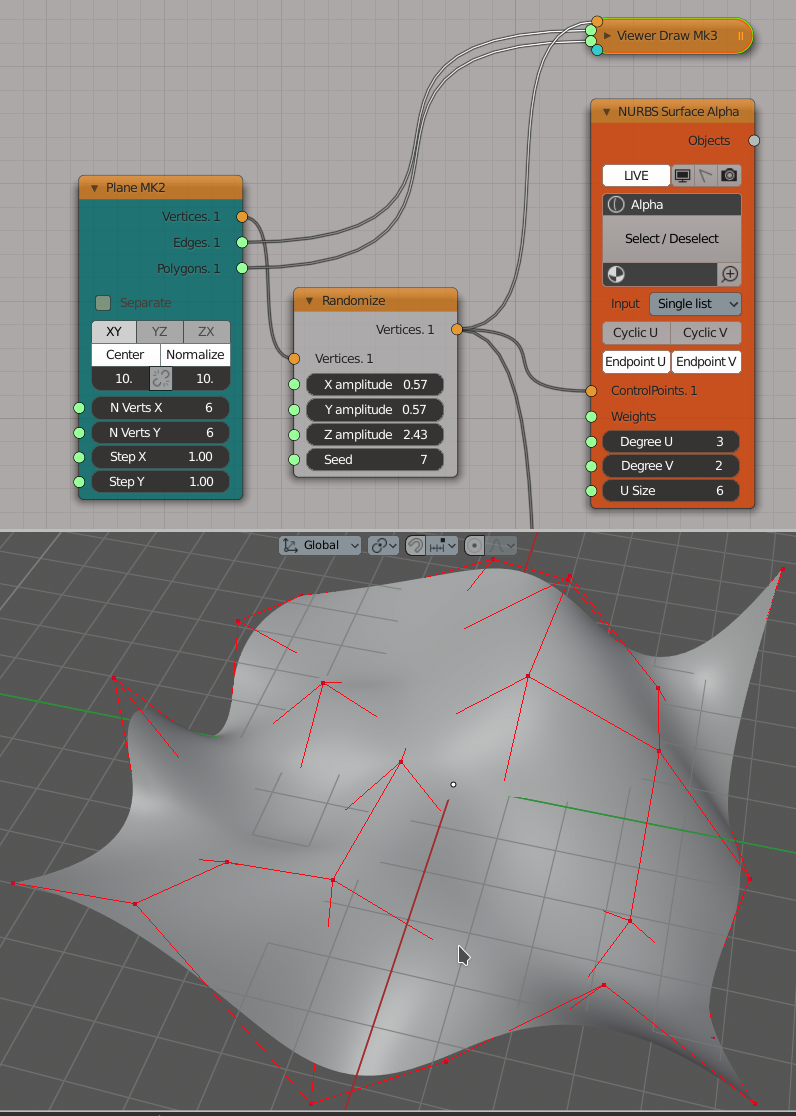 Viewer Draw Mk3
NURBS Surface Alpha
Objects
LIVE
Alpha
Select / Deselect
Input Single list
Cyclic U Cyclic V
Endpoint U Endpoint V
ControlPoints. 1
Weights
Degree U 3
Degree V 2
U Size 6
Plane MK2
Vertices. 1
Edges. 1
Polygons. 1
Separate
XY YZ ZX
Center Normalize
10. 10.
N Verts X 6
N Verts Y 6
Step X 1.00
Step Y 1.00
Randomize
Vertices. 1
Vertices. 1
X amplitude 0.57
Y amplitude 0.57
Z amplitude 2.43
Seed 7
Global